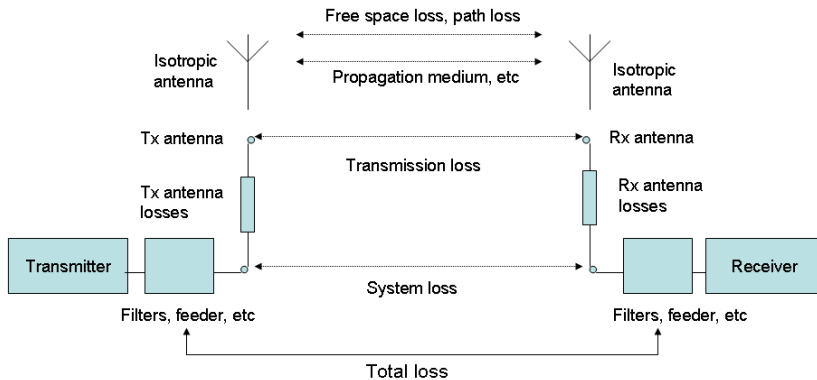 Free space loss, path loss
Isotropic
antenna
Propagation medium, etc
Isotropic
antenna
Tx antenna
Rx antenna
Transmission loss
Tx antenna
losses
Rx antenna
losses
Transmitter
Receiver
System loss
Filters, feeder, etc
Filters, feeder, etc
Total loss